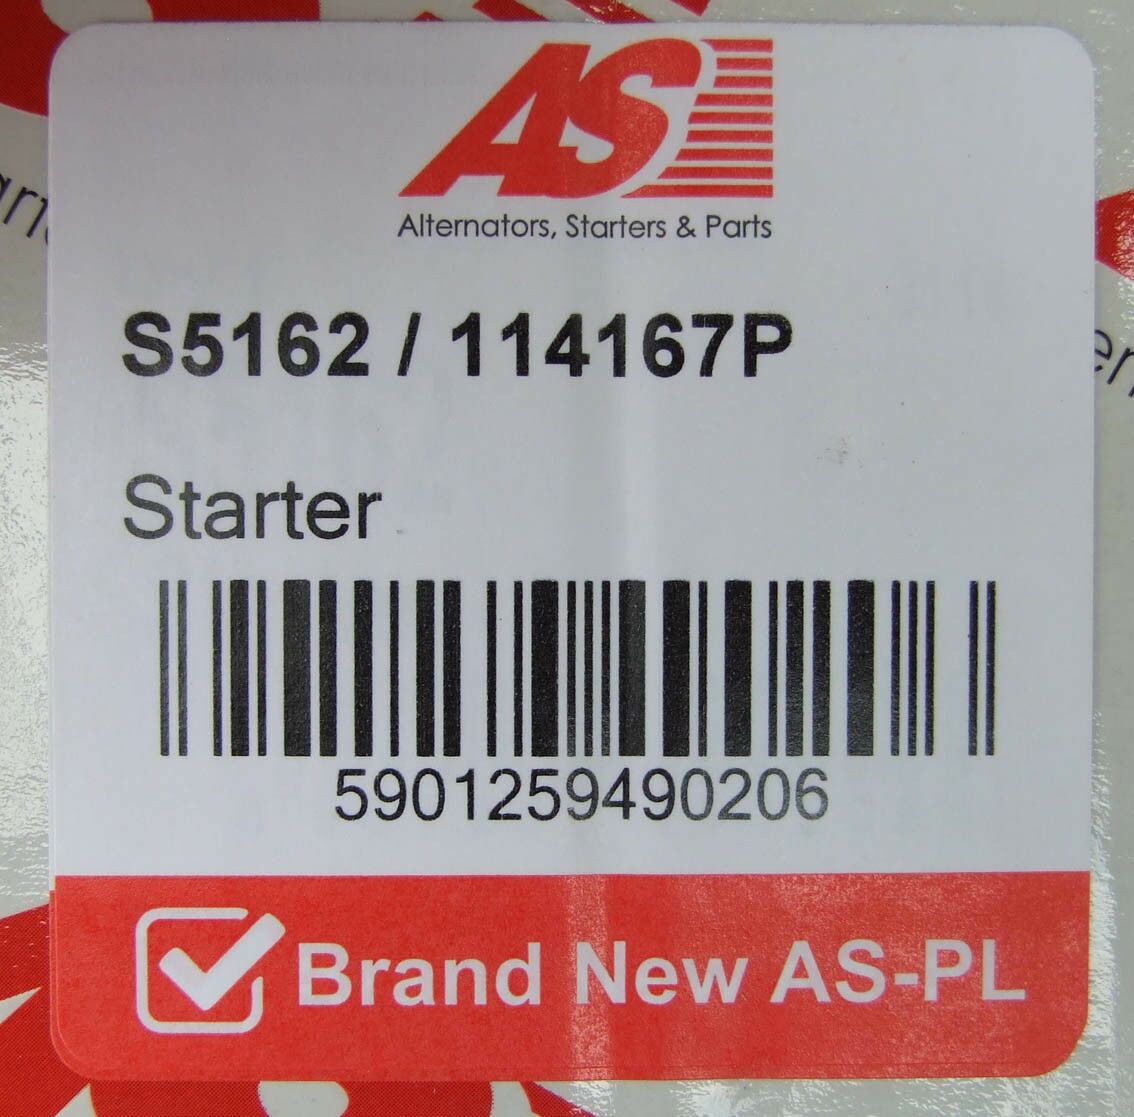 AS
Alternators, Starters & Parts
S5162 / 114167P
Starter
5901259490206
Brand New AS-PL